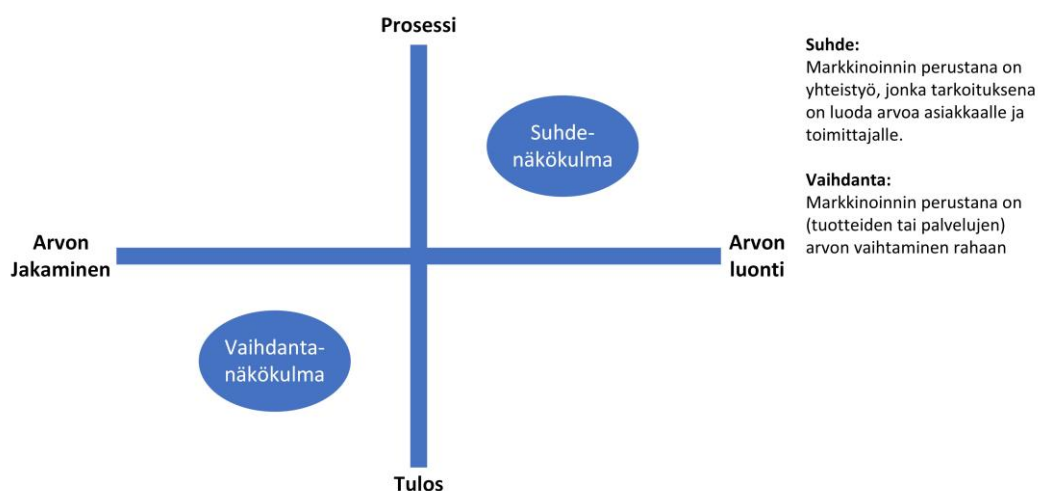 Prosessi
Suhde:
Markkinoinnin perustana on
yhteistyö, jonka tarkoituksena
on luoda arvoa asiakkaalle ja
toimittajalle.
Suhde-
näkökulma
Vaihdanta:
Markkinoinnin perustana on
(tuotteiden tai palvelujen)
arvon vaihtaminen rahaan
Arvon
Jakaminen
Arvon
luonti
Vaihdanta-
näkökulma
Tulos